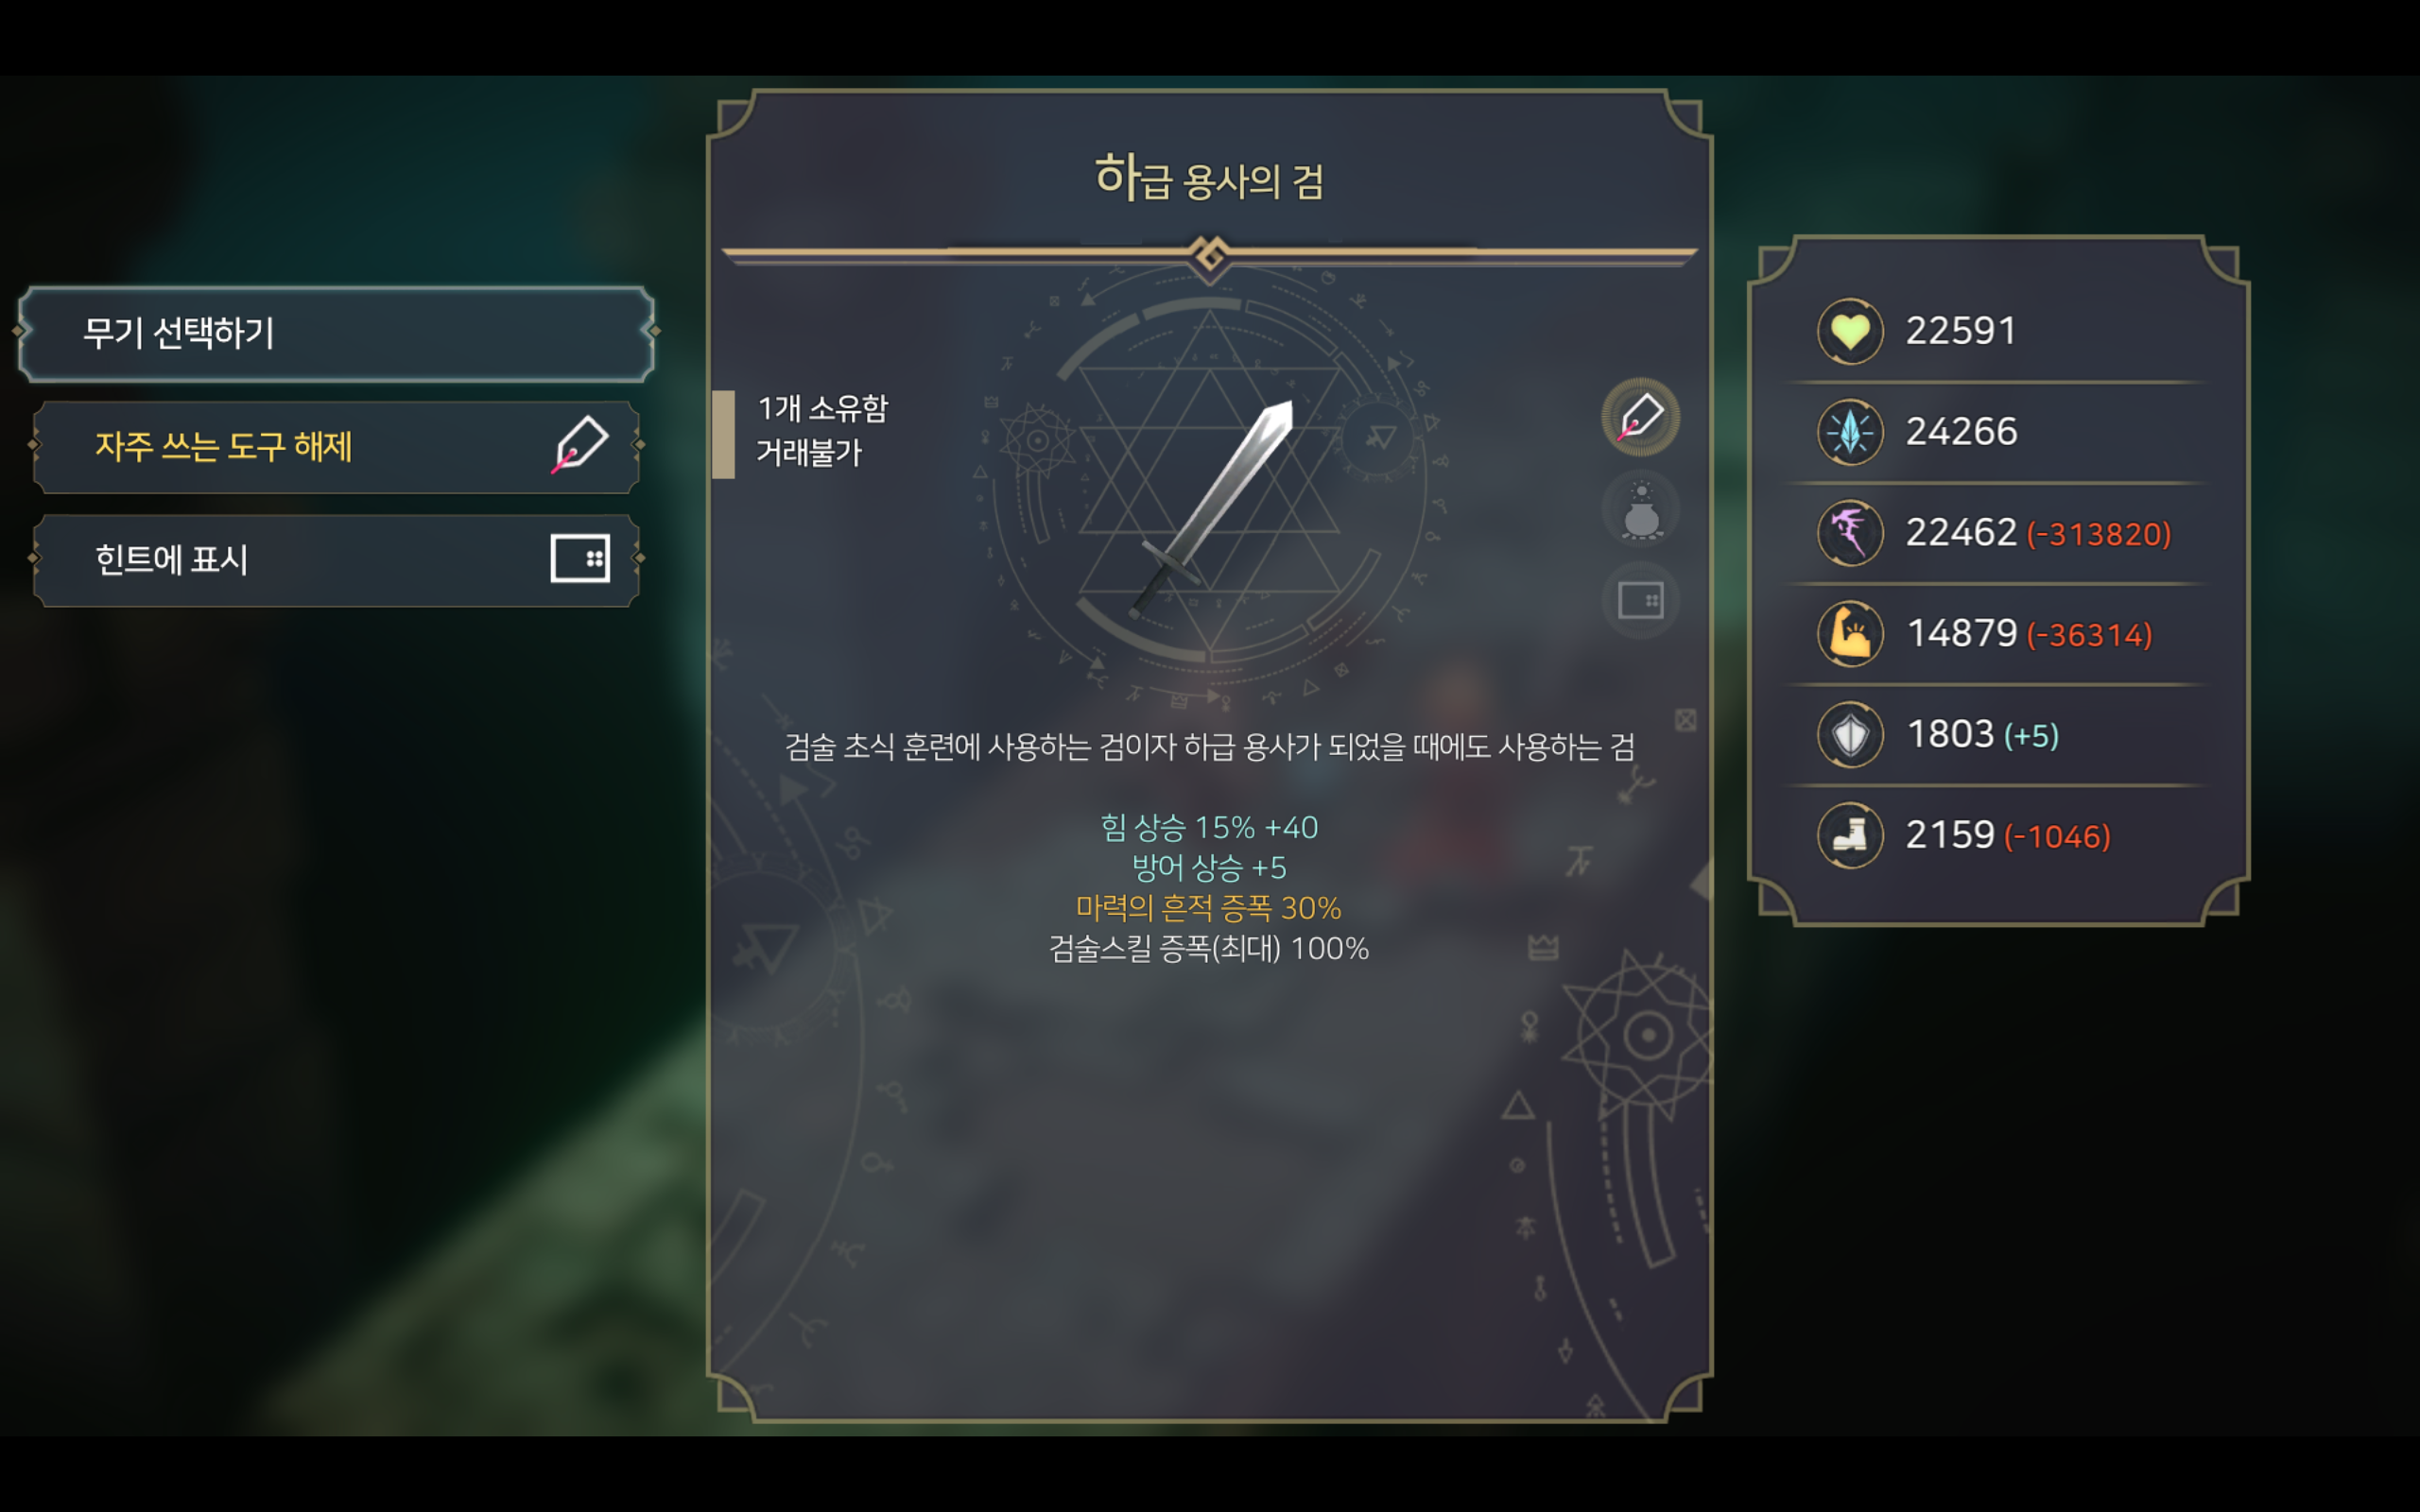 무기 선택하기
자주 쓰는 도구 해제
힌트에 표시
하급 용사의 검
1개 소유함
거래불가
검술 초식 훈련에 사용하는 검이자 하급 용사가 되었을 때에도 사용하는 검
힘 상승 15% +40
방어 상승 +5
마력의 흔적 증폭 30%
검술스킬 증폭(최대) 100%
22591
24266
22462 (-313820)
14879 (-36314)
1803 (+5)
2159 (-1046)